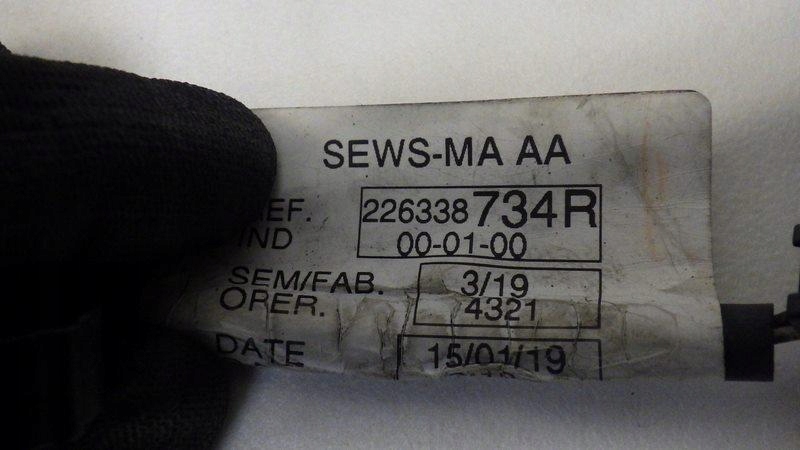 SEWS-MA AA
REF. 226338734R
IND 00-01-00
SEM/FAB. 3/19
OPER. 4321
DATE 15/01/19